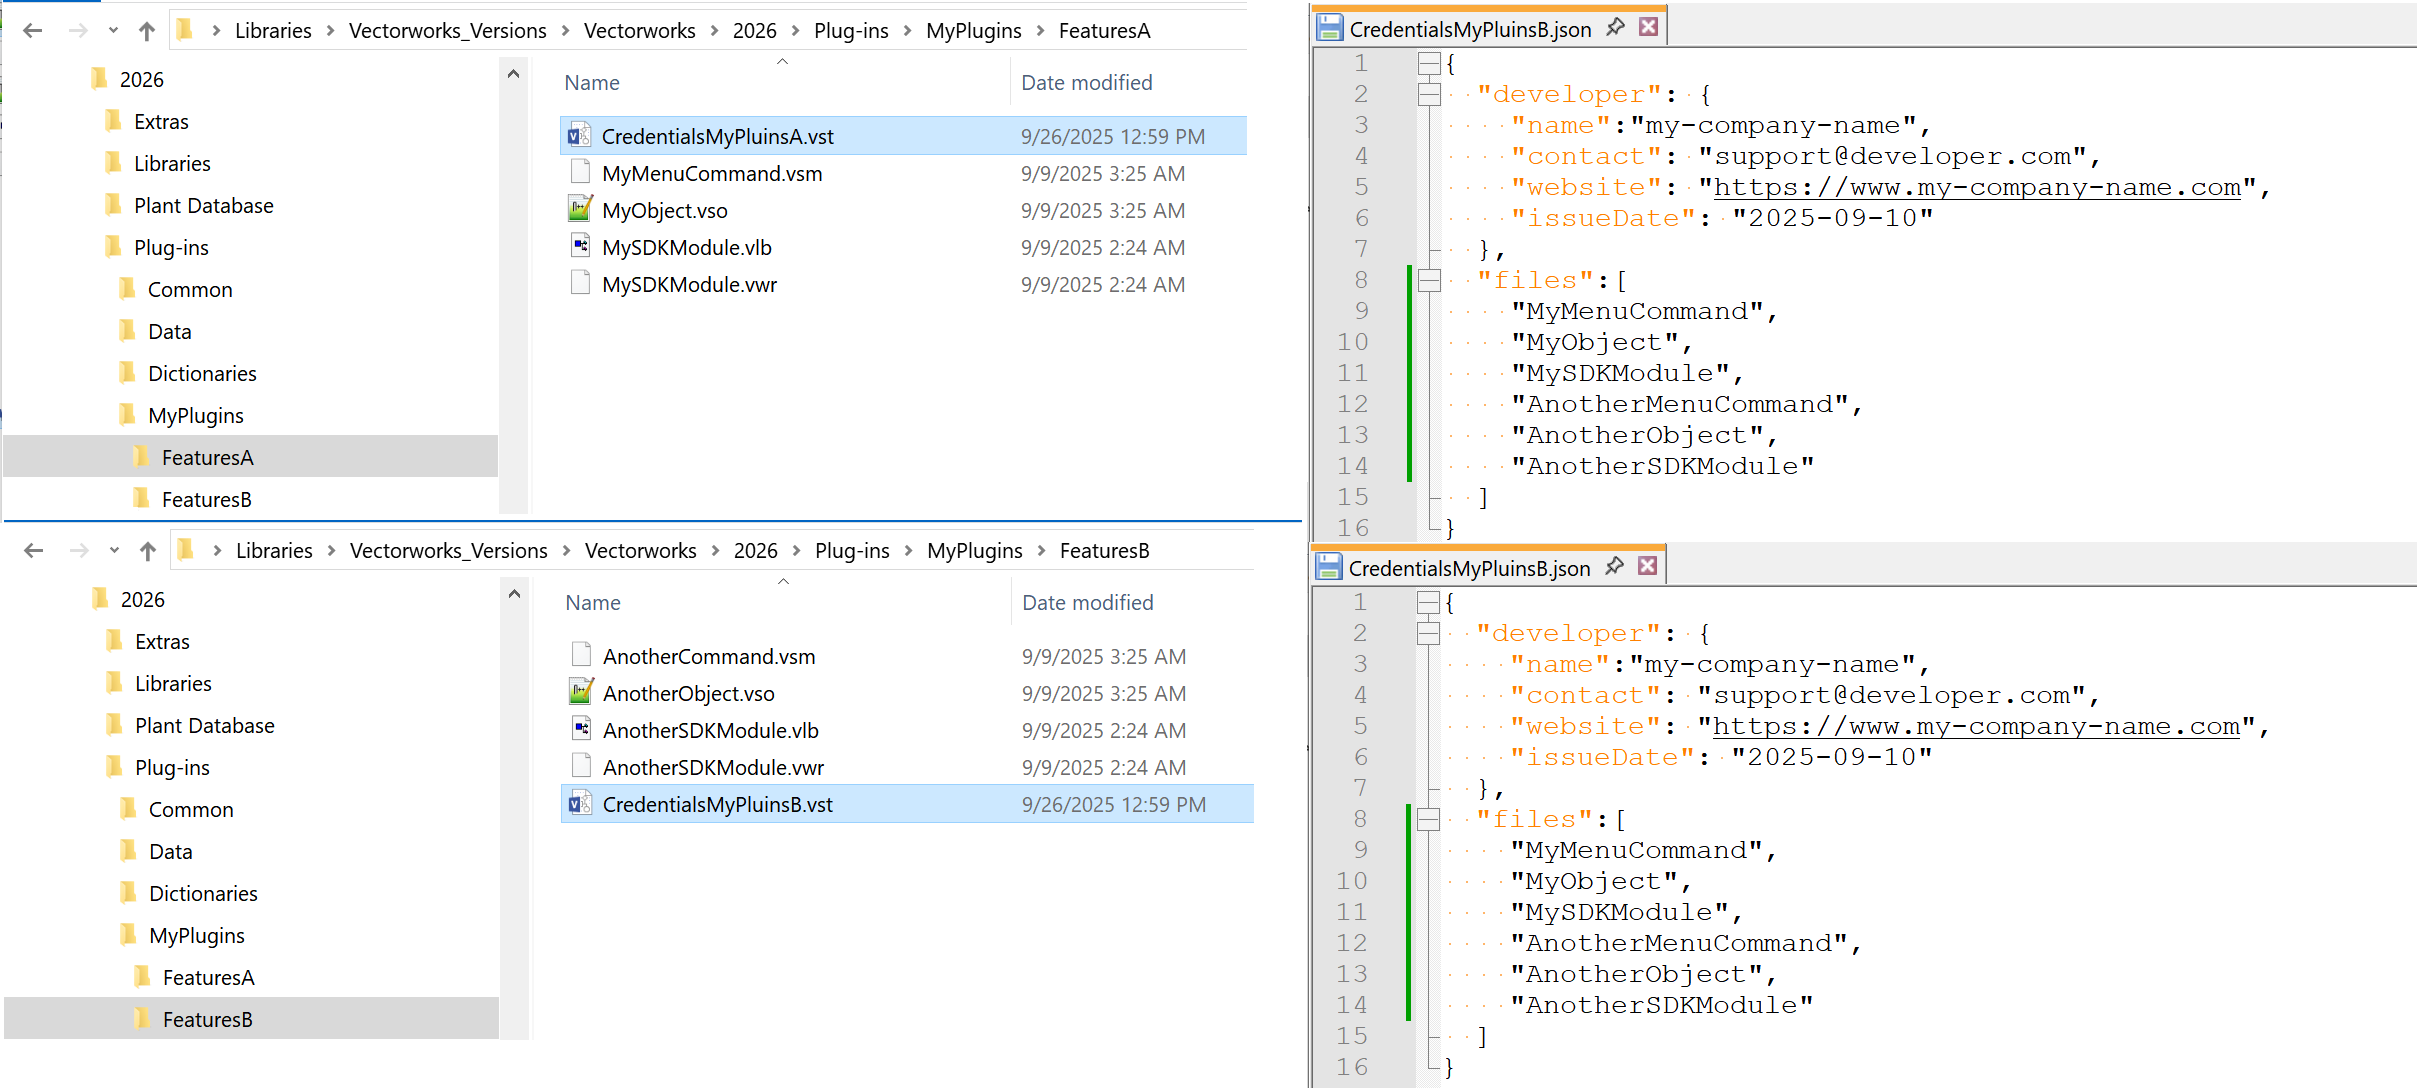 Libraries > Vectorworks_Versions > Vectorworks > 2026 > Plug-ins > MyPlugins > FeaturesA
2026
Extras
Libraries
Plant Database
Plug-ins
Common
Data
Dictionaries
MyPlugins
FeaturesA
FeaturesB
Name Date modified
CredentialsMyPluinsA.vst 9/26/2025 12:59 PM
MyMenuCommand.vsm 9/9/2025 3:25 AM
MyObject.vso 9/9/2025 3:25 AM
MySDKModule.vlb 9/9/2025 2:24 AM
MySDKModule.vwr 9/9/2025 2:24 AM
CredentialsMyPluinsB.json
1 {
2 "developer": {
3 "name":"my-company-name",
4 "contact": "support@developer.com",
5 "website": "https://www.my-company-name.com",
6 "issueDate": "2025-09-10"
7 },
8 "files":[
9 "MyMenuCommand",
10 "MyObject",
11 "MySDKModule",
12 "AnotherMenuCommand",
13 "AnotherObject",
14 "AnotherSDKModule"
15 ]
16 }
Libraries > Vectorworks_Versions > Vectorworks > 2026 > Plug-ins > MyPlugins > FeaturesB
2026
Extras
Libraries
Plant Database
Plug-ins
Common
Data
Dictionaries
MyPlugins
FeaturesA
FeaturesB
Name Date modified
AnotherCommand.vsm 9/9/2025 3:25 AM
AnotherObject.vso 9/9/2025 3:25 AM
AnotherSDKModule.vlb 9/9/2025 2:24 AM
AnotherSDKModule.vwr 9/9/2025 2:24 AM
CredentialsMyPluinsB.vst 9/26/2025 12:59 PM
CredentialsMyPluinsB.json
1 {
2 "developer": {
3 "name":"my-company-name",
4 "contact": "support@developer.com",
5 "website": "https://www.my-company-name.com",
6 "issueDate": "2025-09-10"
7 },
8 "files":[
9 "MyMenuCommand",
10 "MyObject",
11 "MySDKModule",
12 "AnotherMenuCommand",
13 "AnotherObject",
14 "AnotherSDKModule"
15 ]
16 }